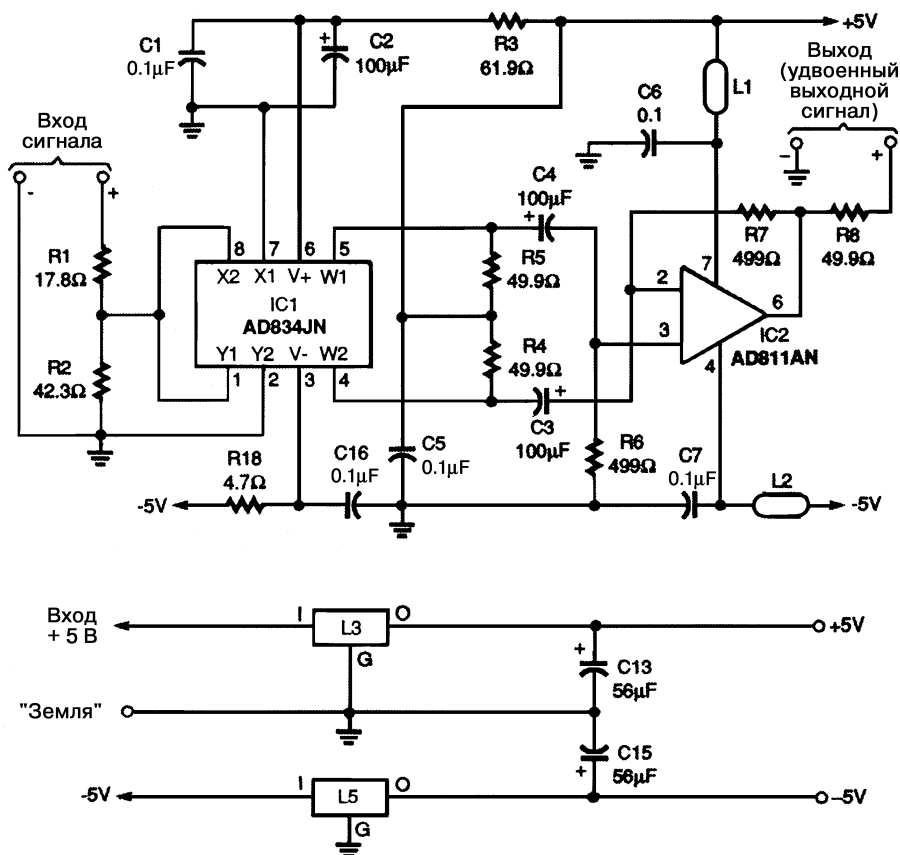 C1
0.1µF
+
C2
100µF
R3
61.9Ω
+5V
Выход
(удвоенный
выходной
сигнал)
L1
C6
0.1
Вход
сигнала
-
+
–
+
R1
17.8Ω
R2
42.3Ω
8 7 6 5
X2 X1 V+ W1
IC1
AD834JN
Y1 Y2 V- W2
1 2 3 4
C4
+ 100µF
R5
49.9Ω
R4
49.9Ω
C3 +
100µF
R7
499Ω
R8
49.9Ω
7
2
3
6
4
IC2
AD811AN
R18
4.7Ω
C16
0.1µF
C5
0.1µF
R6
499Ω
C7
0.1µF
L2
-5V
-5V
Вход
+ 5 В
I L3 O
G
+5V
+
C13
56µF
"Земля"
C15
+ 56µF
-5V
I L5 O
G
–5V